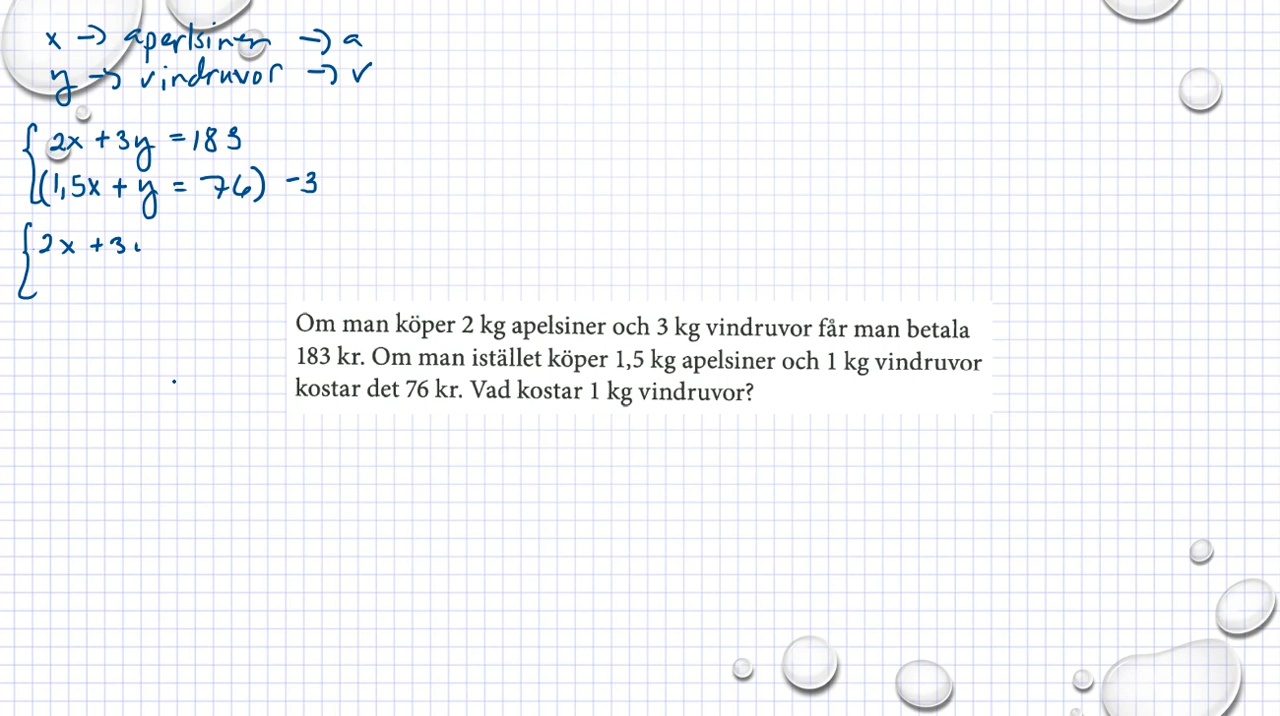 x → aperlsiner → a
y → vindruvor → v
2x + 3y = 183
(1,5x + y = 76) -3
2x + 3
Om man köper 2 kg apelsiner och 3 kg vindruvor får man betala
183 kr. Om man istället köper 1,5 kg apelsiner och 1 kg vindruvor
kostar det 76 kr. Vad kostar 1 kg vindruvor?